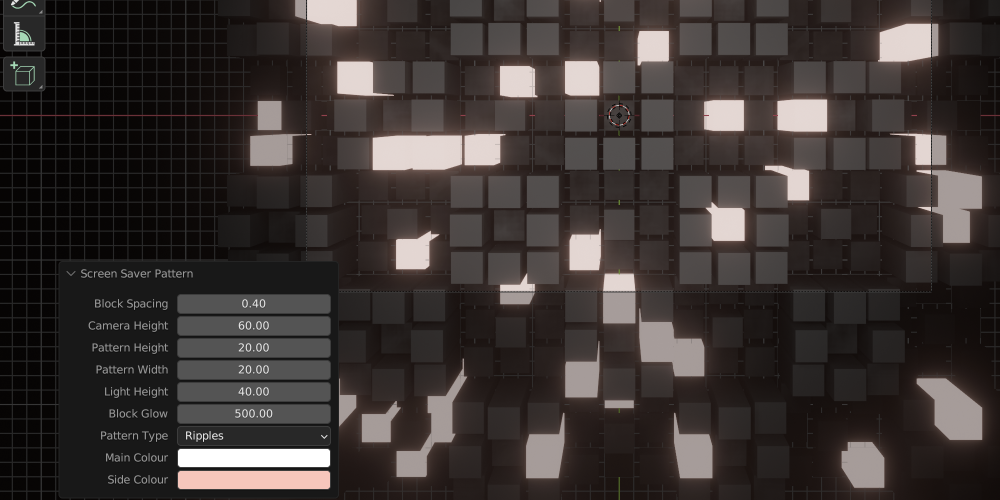 Screen Saver Pattern
Block Spacing 0.40
Camera Height 60.00
Pattern Height 20.00
Pattern Width 20.00
Light Height 40.00
Block Glow 500.00
Pattern Type Ripples
Main Colour
Side Colour